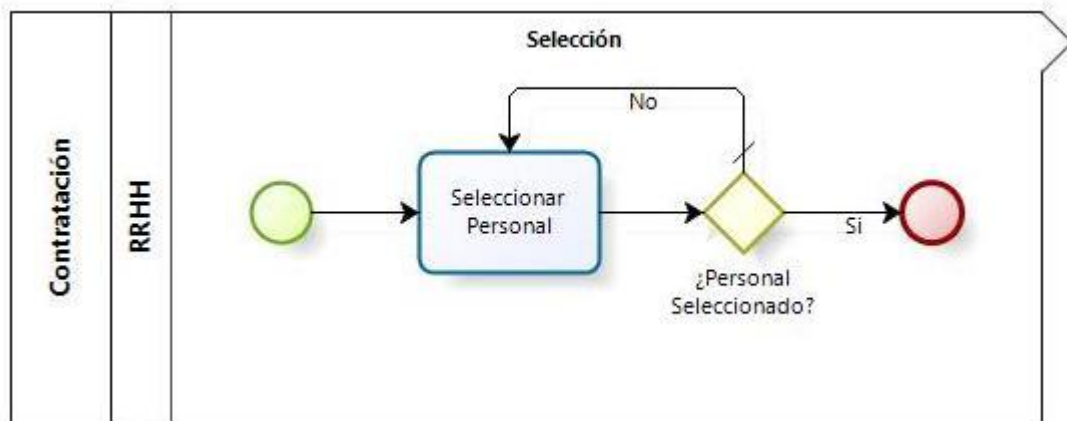 Contratación
RRHH
Selección
No
Seleccionar
Personal
Si
¿Personal
Seleccionado?